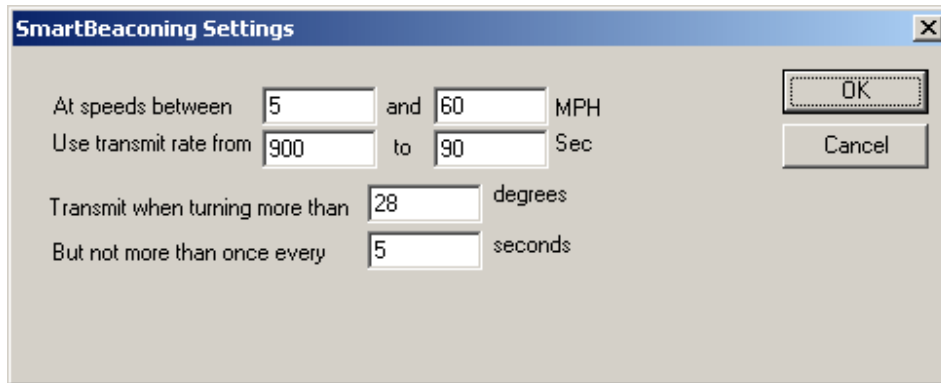 SmartBeaconing Settings
At speeds between 5 and 60 MPH
Use transmit rate from 900 to 90 Sec
Transmit when turning more than 28 degrees
But not more than once every 5 seconds
OK
Cancel